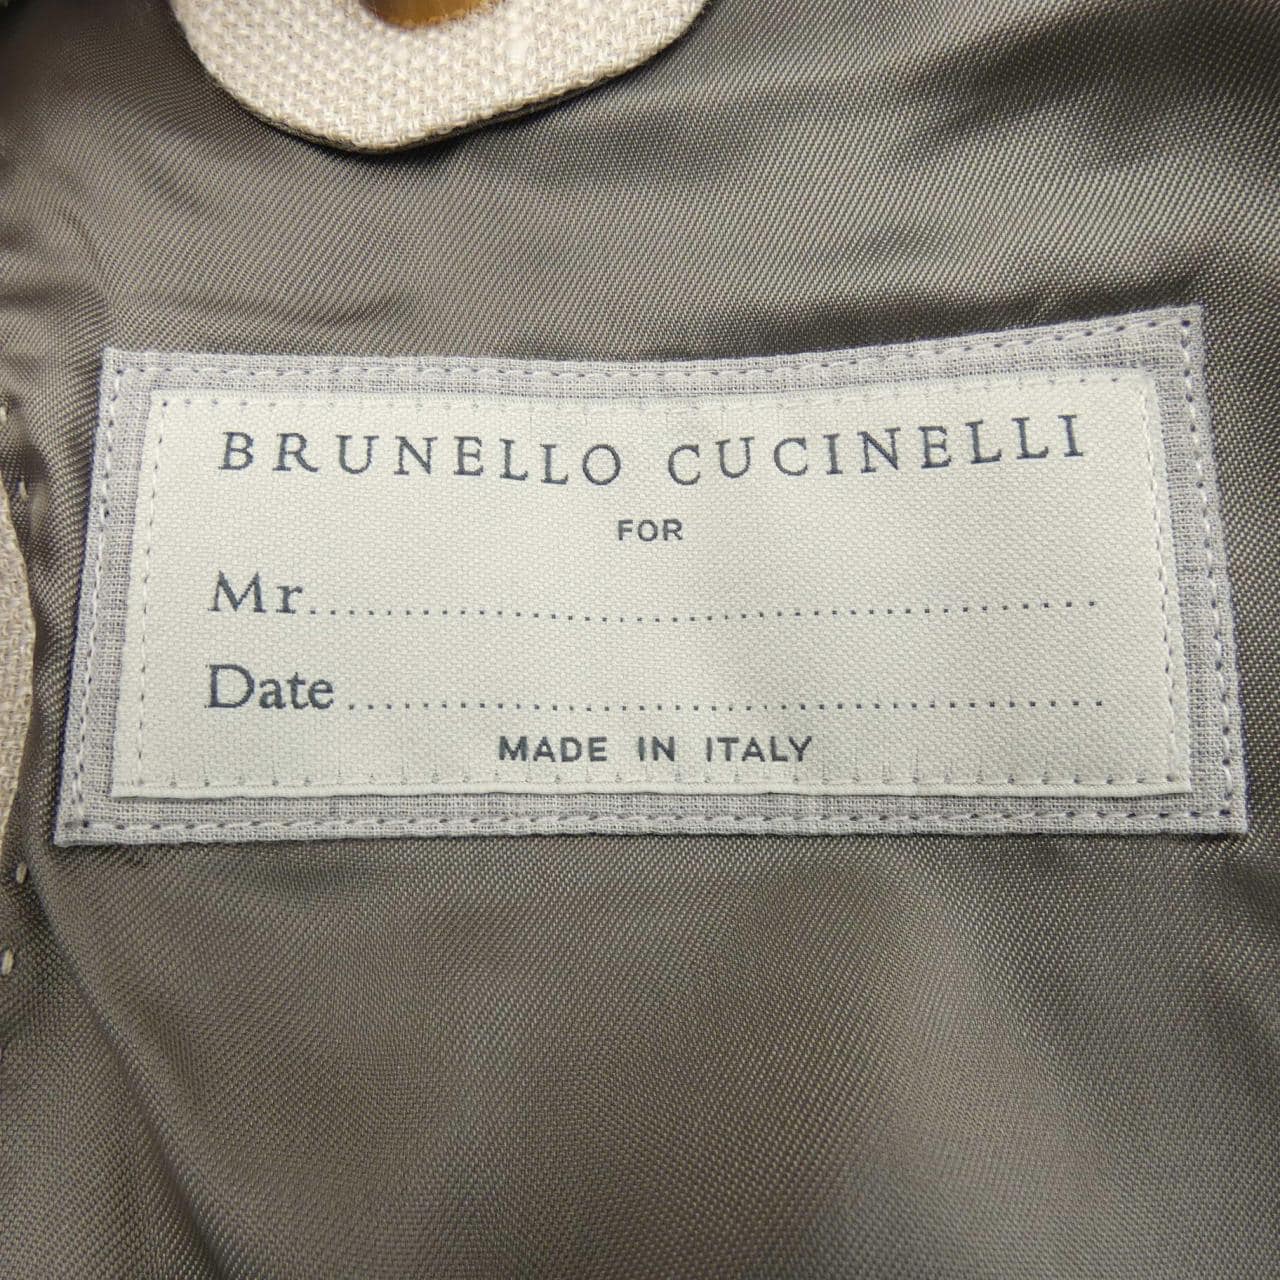 BRUNELLO CUCINELLI
FOR
Mr.............................................
Date........................................
MADE IN ITALY